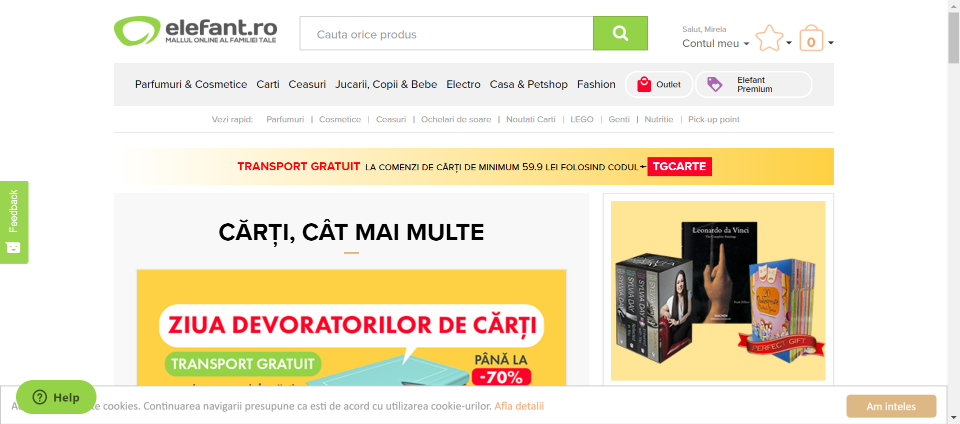 elefant.ro
MALLUL ONLINE AL FAMILIEI TALE
Cauta orice produs
Salut, Mirela
Contul meu
0
Parfumuri & Cosmetice Carti Ceasuri Jucarii, Copii & Bebe Electro Casa & Petshop Fashion Outlet Elefant Premium
Vezi rapid: Parfumuri | Cosmetice | Ceasuri | Ochelari de soare | Noutati Carti | LEGO | Genti | Nutritie | Pick-up point
TRANSPORT GRATUIT LA COMENZI DE CĂRȚI DE MINIMUM 59.9 LEI FOLOSIND CODUL→ TGCARTE
Feedback
CĂRȚI, CÂT MAI MULTE
ZIUA DEVORATORILOR DE CĂRȚI
TRANSPORT GRATUIT
PÂNĂ LA
-70%
Leonardo da Vinci
SYLVIA DAY
PERFECT GIFT
Help
te cookies. Continuarea navigarii presupune ca esti de acord cu utilizarea cookie-urilor. Afla detalii
Am inteles